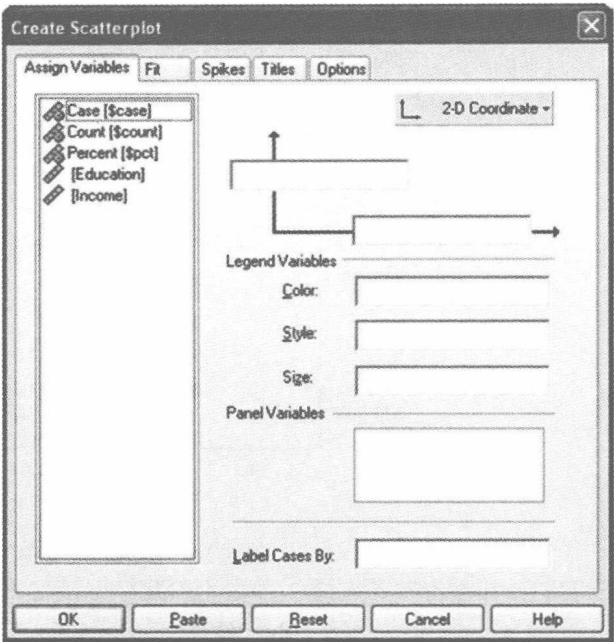 Create Scatterplot
Assign Variables Fit Spikes Titles Options
Case [$case]
Count [$count]
Percent [$pct]
[Education]
[Income]
2-D Coordinate
Legend Variables
Color:
Style:
Size:
Panel Variables
Label Cases By:
OK Paste Reset Cancel Help